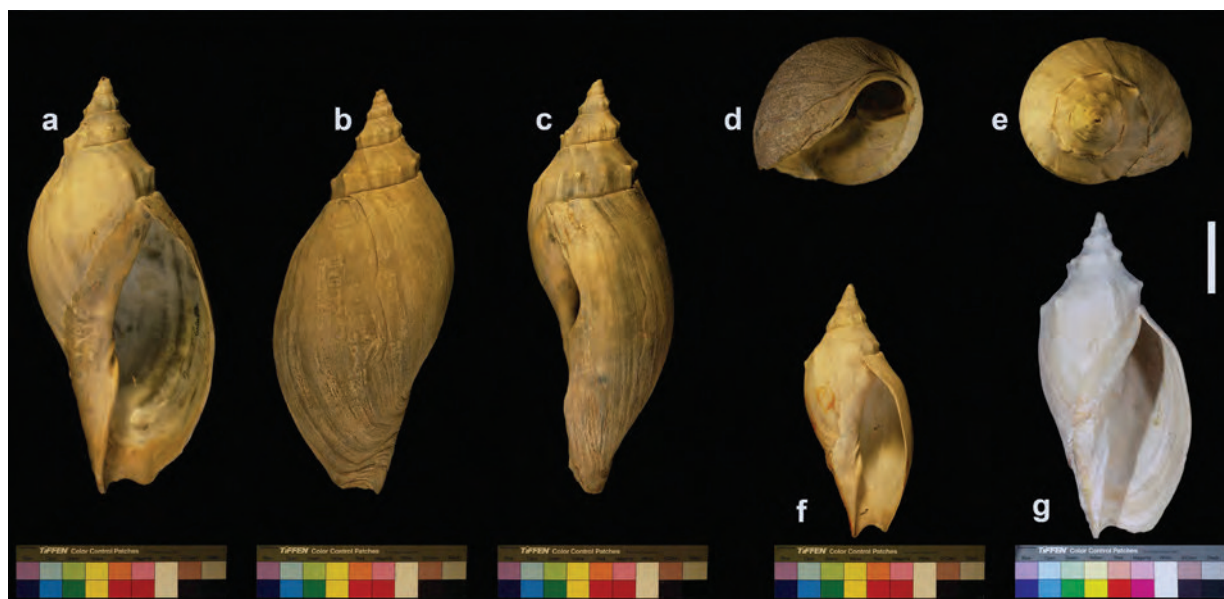 a
b
c
d
e
f
g
TIFFEN Color Control Patches
TIFFEN Color Control Patches
TIFFEN Color Control Patches
TIFFEN Color Control Patches
TIFFEN Color Control Patches